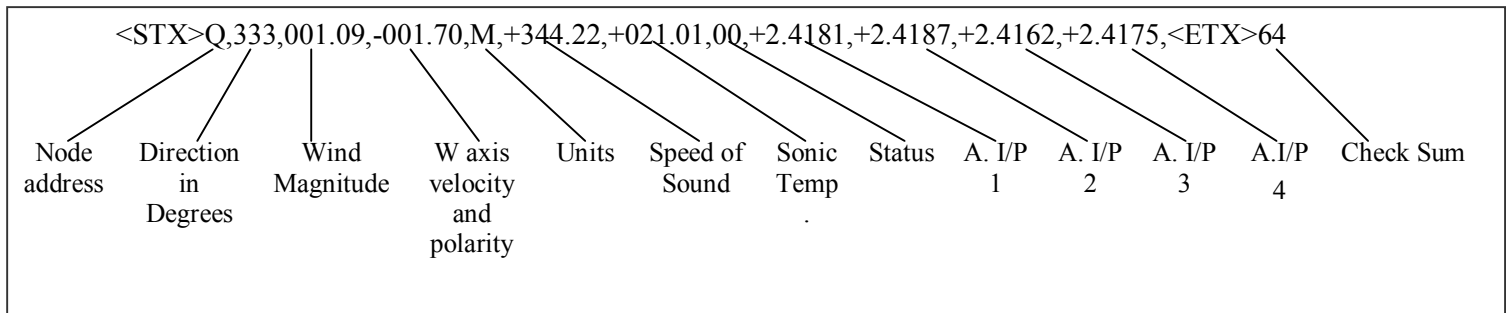 <STX>Q,333,001.09,-001.70,M,+344.22,+021.01,00,+2.4181,+2.4187,+2.4162,+2.4175,<ETX>64
Node address
Direction in Degrees
Wind Magnitude
W axis velocity and polarity
Units
Speed of Sound
Sonic Temp .
Status
A. I/P 1
A. I/P 2
A. I/P 3
A.I/P 4
Check Sum